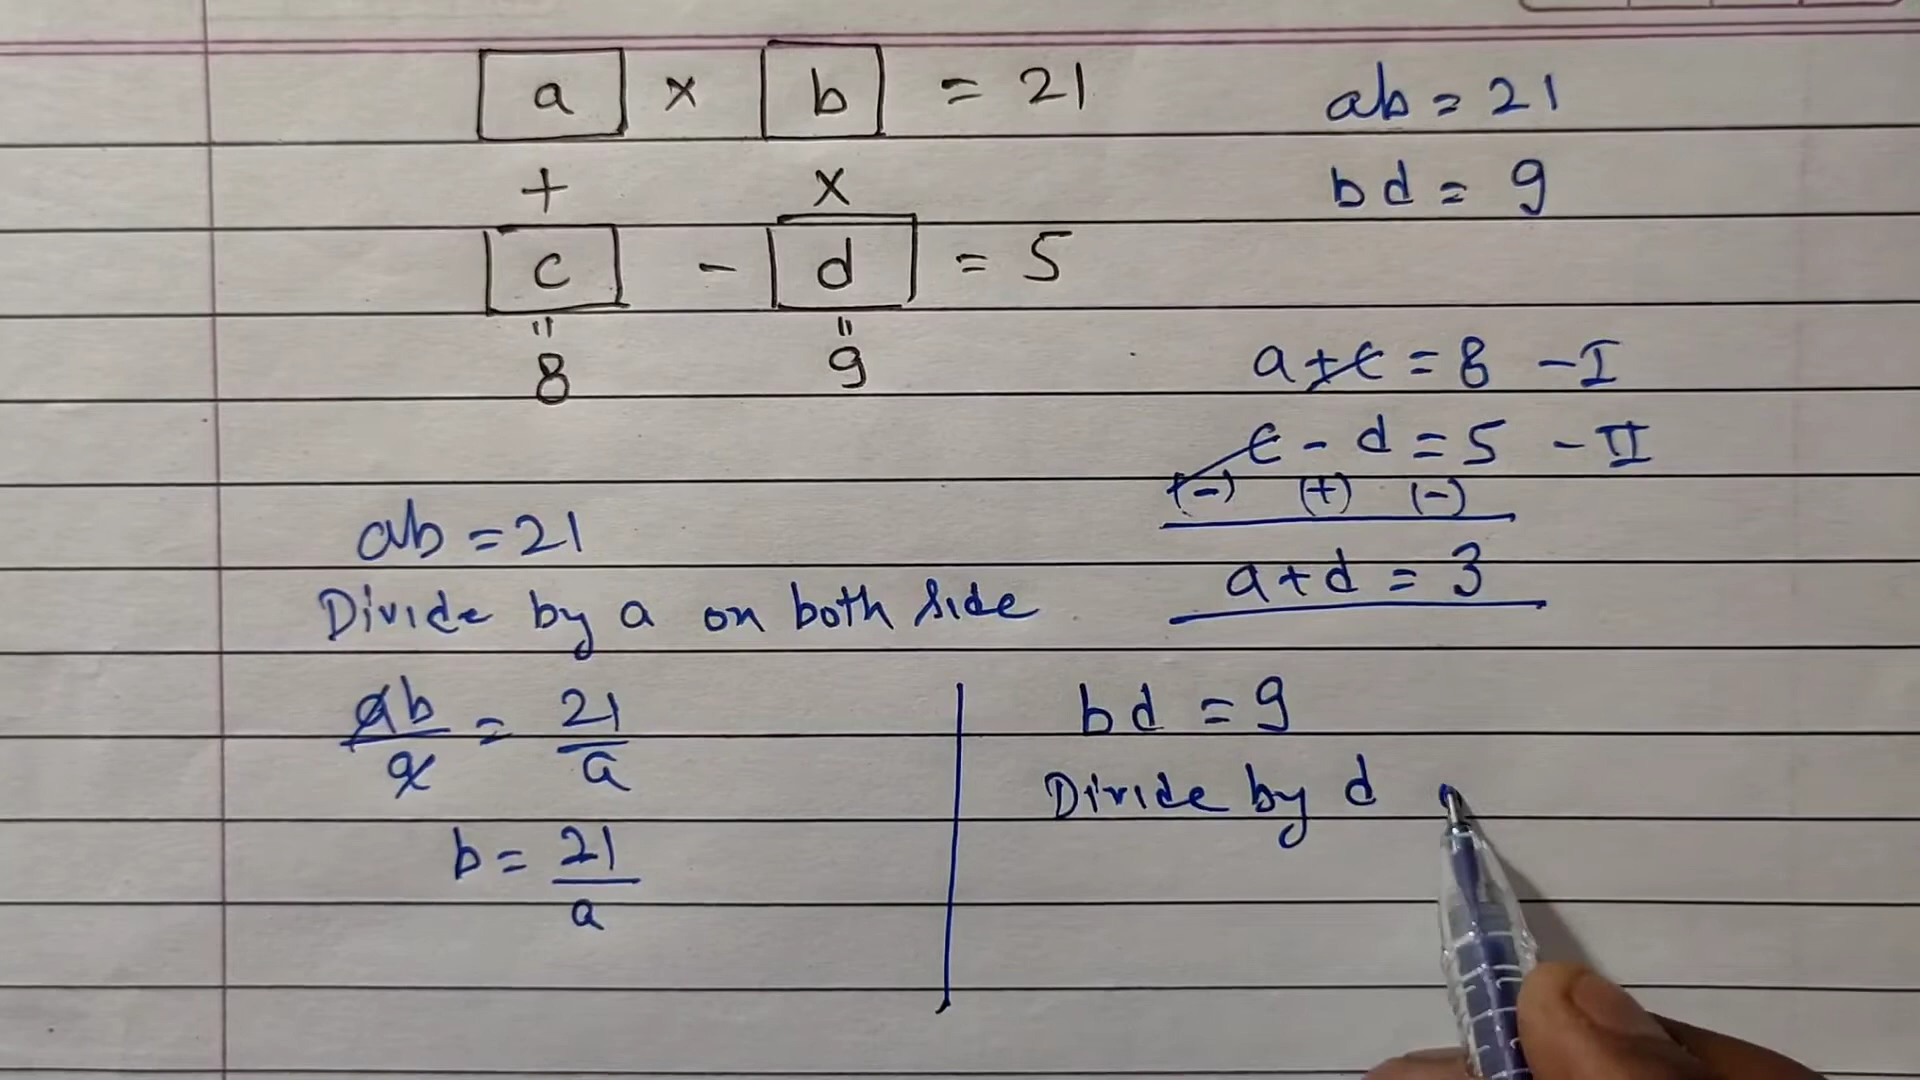 a × b = 21
+ ×
c - d = 5
" "
8 9
ab = 21
bd = 9
a + c = 8 - I
c - d = 5 - II
(-) (+) (-)
a + d = 3
ab = 21
Divide by a on both side
ab/a = 21/a
b = 21/a
bd = 9
Divide by d